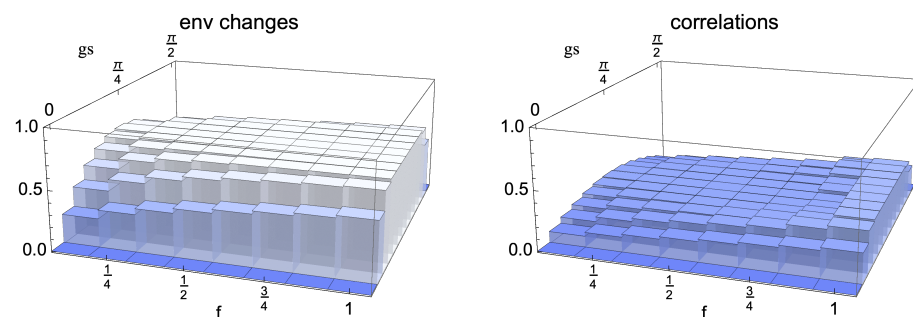 env changes
gs
π/2
π/4
0
1.0
0.5
0.0
1/4
1/2
3/4
1
f
correlations
gs
π/2
π/4
0
1.0
0.5
0.0
1/4
1/2
3/4
1
f